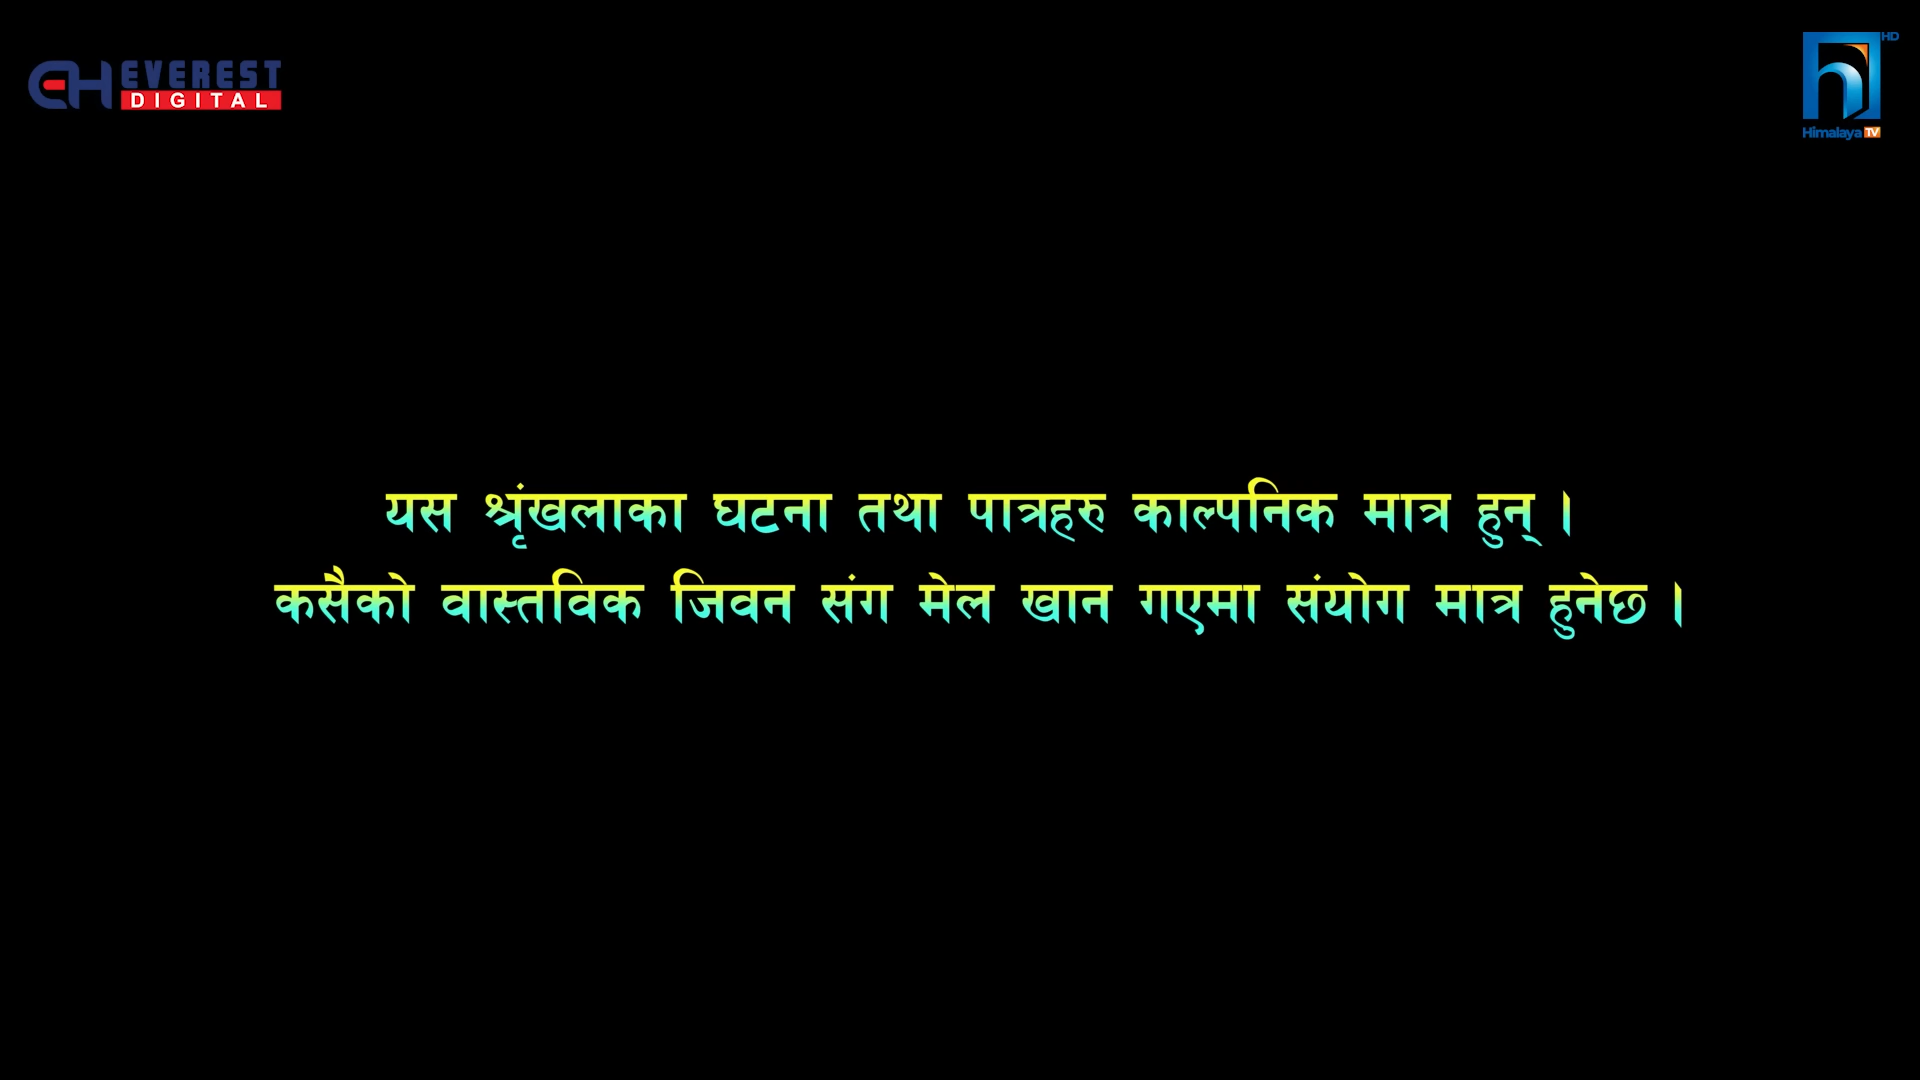 EVEREST
DIGITAL
HD
Himalaya TV
यस श्रृंखलाका घटना तथा पात्रहरु काल्पनिक मात्र हुन् ।
कसैको वास्तविक जिवन संग मेल खान गएमा संयोग मात्र हुनेछ ।